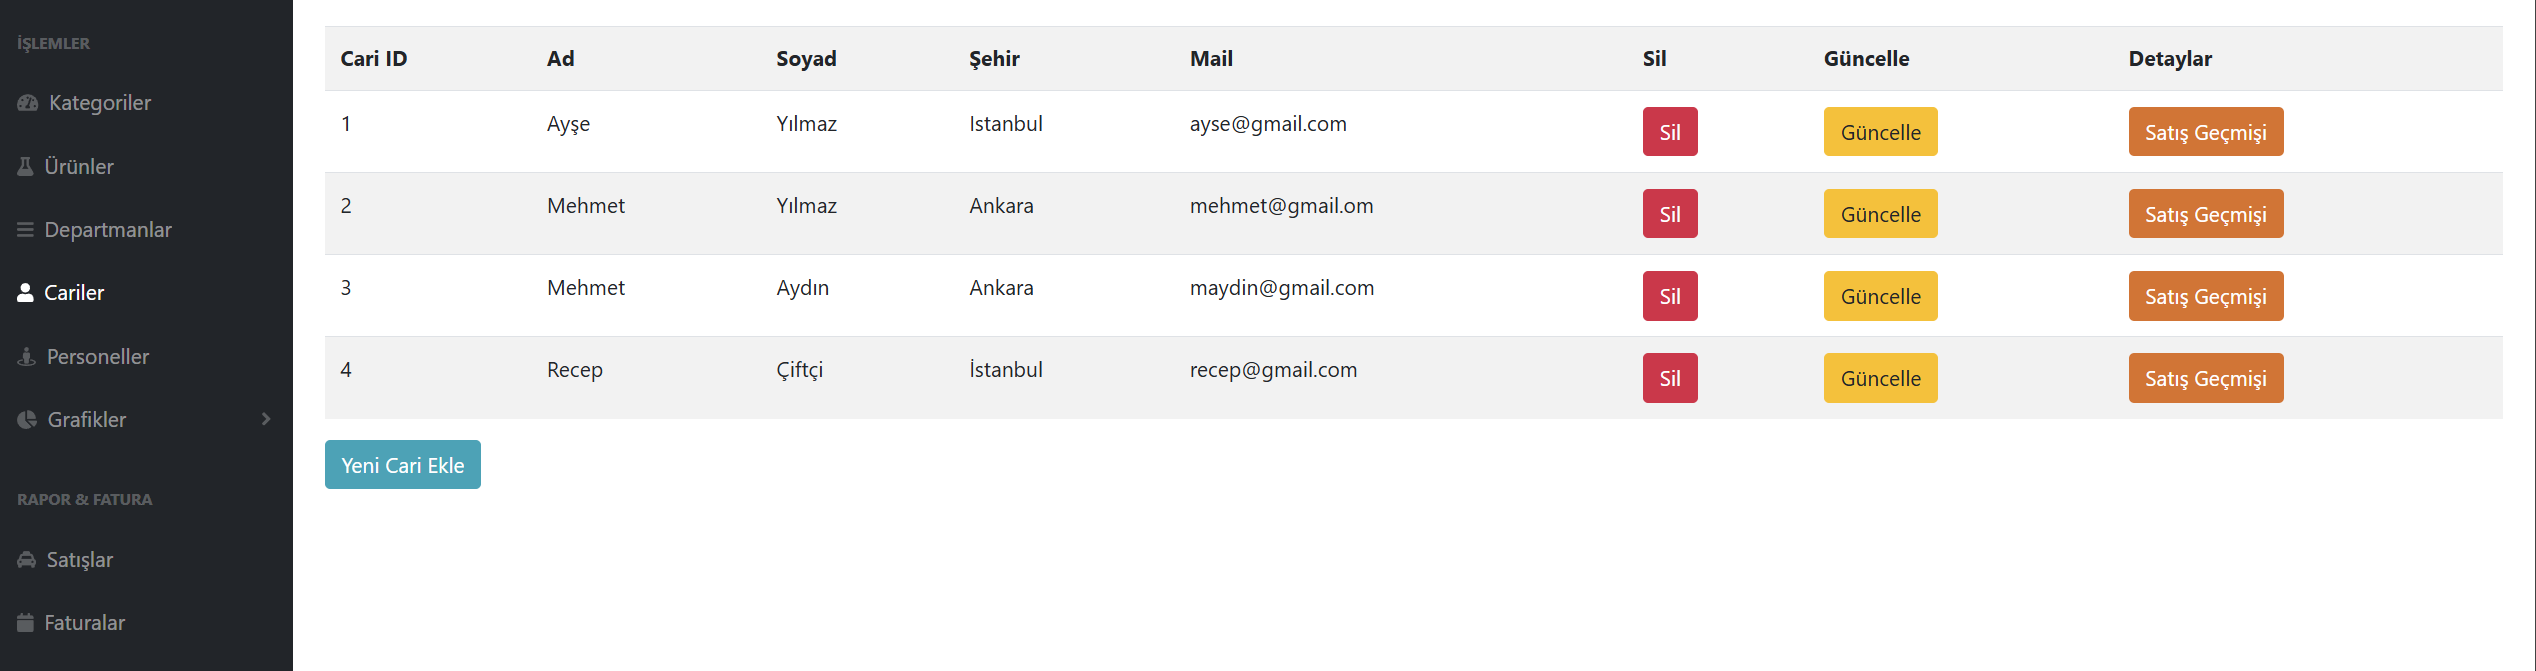 İŞLEMLER
Kategoriler
Ürünler
Departmanlar
Cariler
Personeller
Grafikler
RAPOR & FATURA
Satışlar
Faturalar
Cari ID Ad Soyad Şehir Mail Sil Güncelle Detaylar
1 Ayşe Yılmaz Istanbul ayse@gmail.com Sil Güncelle Satış Geçmişi
2 Mehmet Yılmaz Ankara mehmet@gmail.om Sil Güncelle Satış Geçmişi
3 Mehmet Aydın Ankara maydin@gmail.com Sil Güncelle Satış Geçmişi
4 Recep Çiftçi İstanbul recep@gmail.com Sil Güncelle Satış Geçmişi
Yeni Cari Ekle